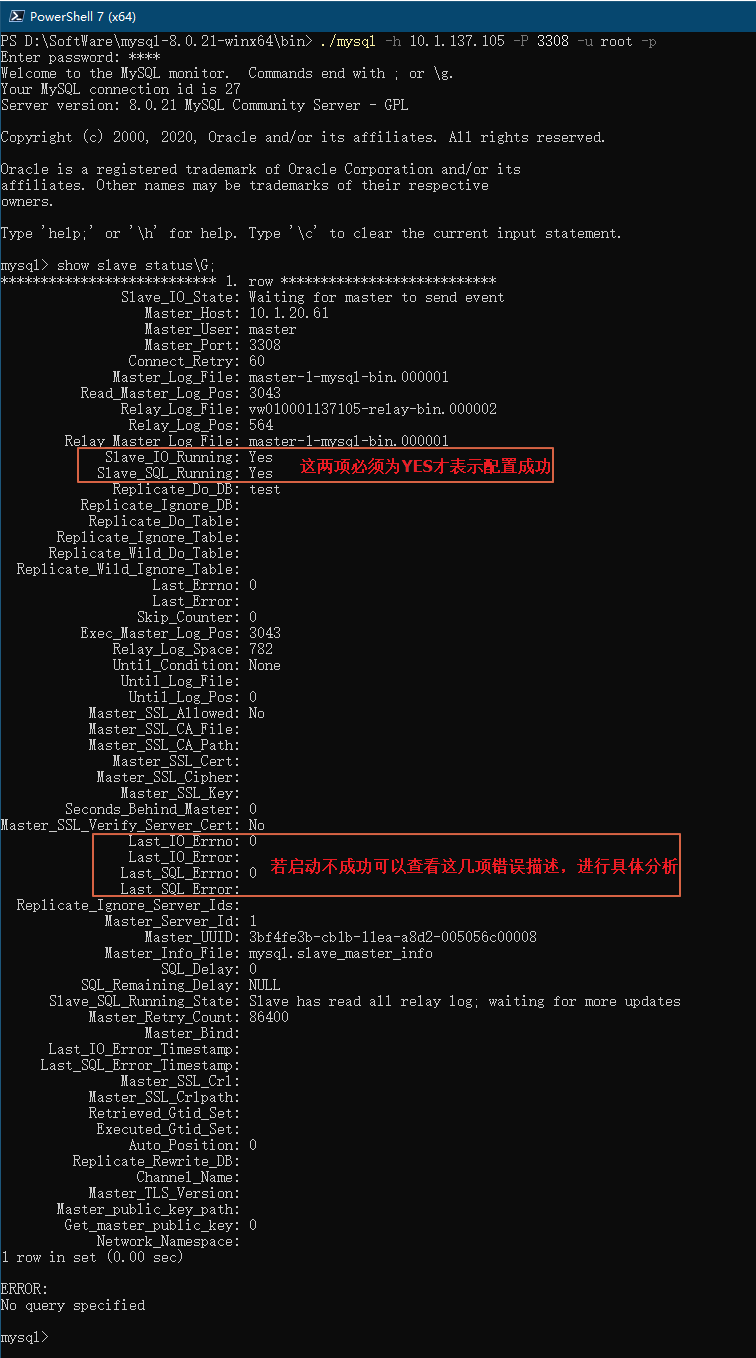 PowerShell 7 (x64)
PS D:\SoftWare\mysql-8.0.21-winx64\bin> ./mysql -h 10.1.137.105 -P 3308 -u root -p
Enter password: ****
Welcome to the MySQL monitor.  Commands end with ; or \g.
Your MySQL connection id is 27
Server version: 8.0.21 MySQL Community Server - GPL
Copyright (c) 2000, 2020, Oracle and/or its affiliates. All rights reserved.
Oracle is a registered trademark of Oracle Corporation and/or its
affiliates. Other names may be trademarks of their respective
owners.
Type 'help;' or '\h' for help. Type '\c' to clear the current input statement.
mysql> show slave status\G;
*************************** 1. row ***************************
Slave_IO_State: Waiting for master to send event
Master_Host: 10.1.20.61
Master_User: master
Master_Port: 3308
Connect_Retry: 60
Master_Log_File: master-1-mysql-bin.000001
Read_Master_Log_Pos: 3043
Relay_Log_File: vw010001137105-relay-bin.000002
Relay_Log_Pos: 564
Relay_Master_Log_File: master-1-mysql-bin.000001
Slave_IO_Running: Yes
Slave_SQL_Running: Yes
这两项必须为YES才表示配置成功
Replicate_Do_DB: test
Replicate_Ignore_DB:
Replicate_Do_Table:
Replicate_Ignore_Table:
Replicate_Wild_Do_Table:
Replicate_Wild_Ignore_Table:
Last_Errno: 0
Last_Error:
Skip_Counter: 0
Exec_Master_Log_Pos: 3043
Relay_Log_Space: 782
Until_Condition: None
Until_Log_File:
Until_Log_Pos: 0
Master_SSL_Allowed: No
Master_SSL_CA_File:
Master_SSL_CA_Path:
Master_SSL_Cert:
Master_SSL_Cipher:
Master_SSL_Key:
Seconds_Behind_Master: 0
Master_SSL_Verify_Server_Cert: No
Last_IO_Errno: 0
Last_IO_Error:
若启动不成功可以查看这几项错误描述，进行具体分析
Last_SQL_Errno: 0
Last_SQL_Error:
Replicate_Ignore_Server_Ids:
Master_Server_Id: 1
Master_UUID: 3bf4fe3b-cb1b-11ea-a8d2-005056c00008
Master_Info_File: mysql.slave_master_info
SQL_Delay: 0
SQL_Remaining_Delay: NULL
Slave_SQL_Running_State: Slave has read all relay log; waiting for more updates
Master_Retry_Count: 86400
Master_Bind:
Last_IO_Error_Timestamp:
Last_SQL_Error_Timestamp:
Master_SSL_Crl:
Master_SSL_Crlpath:
Retrieved_Gtid_Set:
Executed_Gtid_Set:
Auto_Position: 0
Replicate_Rewrite_DB:
Channel_Name:
Master_TLS_Version:
Master_public_key_path:
Get_master_public_key: 0
Network_Namespace:
1 row in set (0.00 sec)
ERROR:
No query specified
mysql>